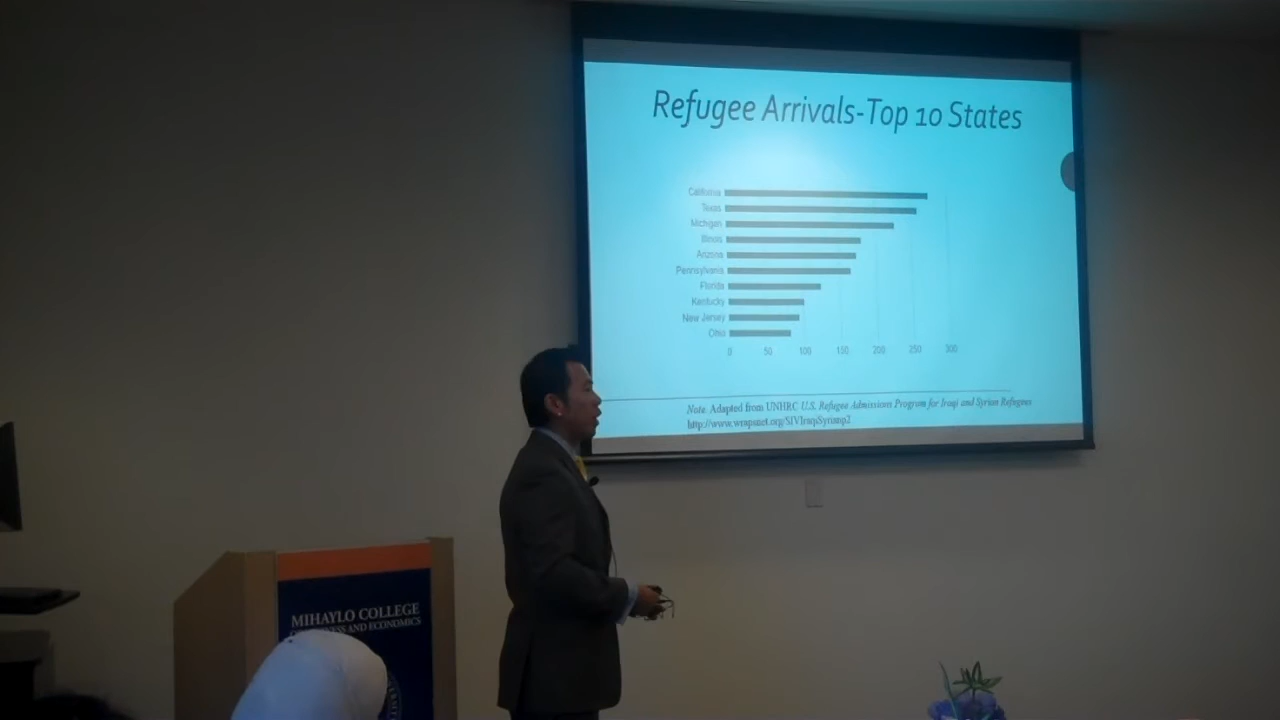 Refugee Arrivals-Top 10 States
California
Texas
Michigan
Illinois
Arizona
Pennsylvania
Florida
Kentucky
New Jersey
Ohio
0 50 100 150 200 250 300
Note. Adapted from UNHRC U.S. Refugee Admissions Program for Iraqi and Syrian Refugees
http://www.wrapsnet.org/SIVIraqiSyrianp2
MIHAYLO COLLEGE
AND ECONOMICS